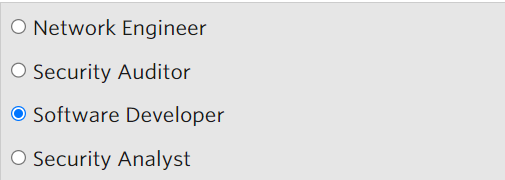 Network Engineer
Security Auditor
Software Developer
Security Analyst